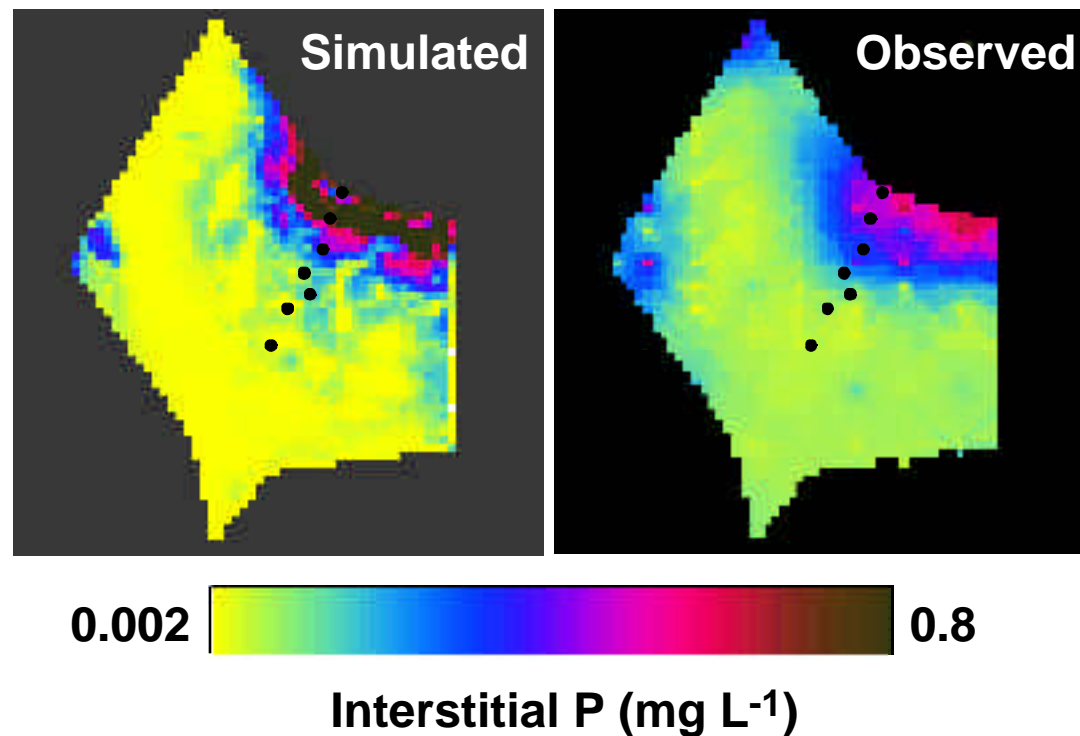 Simulated
Observed
0.002
0.8
Interstitial P (mg L-1)